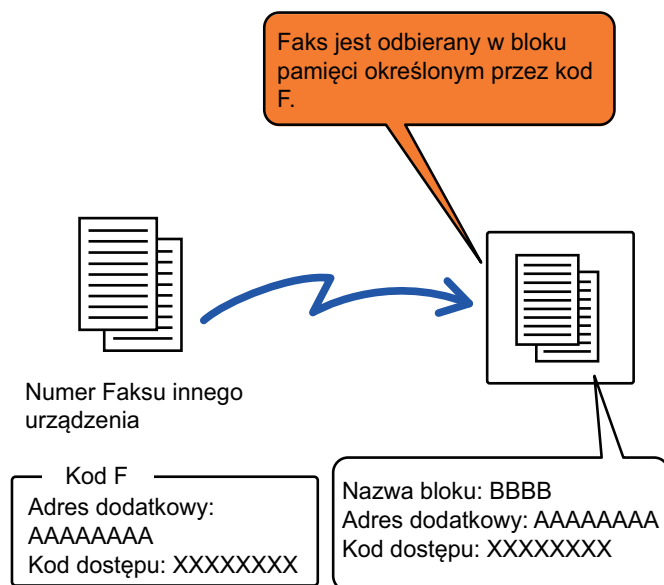 Faks jest odbierany w bloku
pamięci określonym przez kod
F.
Numer Faksu innego
urządzenia
Kod F
Adres dodatkowy:
AAAAAAAA
Kod dostępu: XXXXXXXX
Nazwa bloku: BBBB
Adres dodatkowy: AAAAAAAA
Kod dostępu: XXXXXXXX